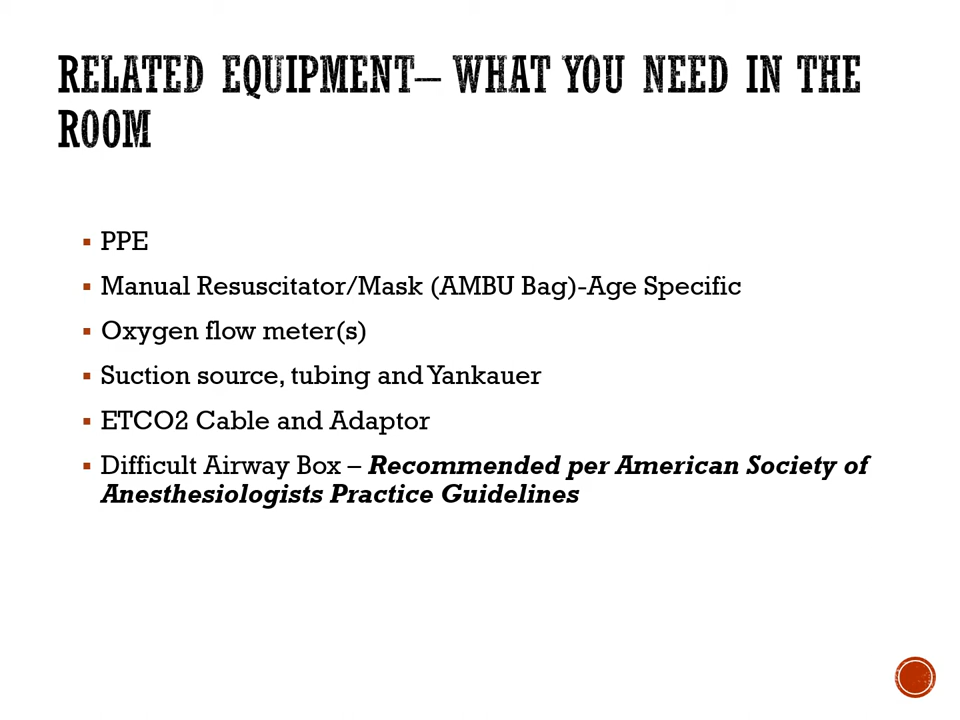 RELATED EQUIPMENT– WHAT YOU NEED IN THE
ROOM
▪ PPE
▪ Manual Resuscitator/Mask (AMBU Bag)-Age Specific
▪ Oxygen flow meter(s)
▪ Suction source, tubing and Yankauer
▪ ETCO2 Cable and Adaptor
▪ Difficult Airway Box – Recommended per American Society of
Anesthesiologists Practice Guidelines